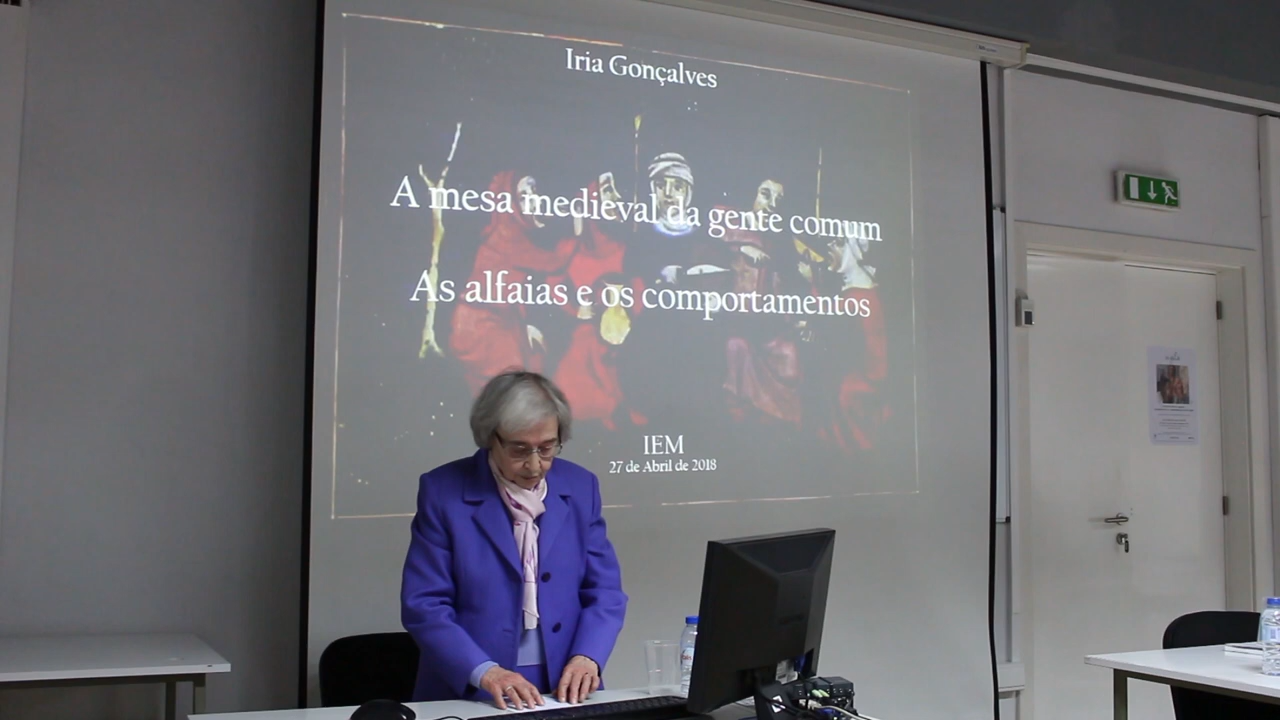 Iria Gonçalves
A mesa medieval da gente comum
As alfaias e os comportamentos
IEM
27 de Abril de 2018